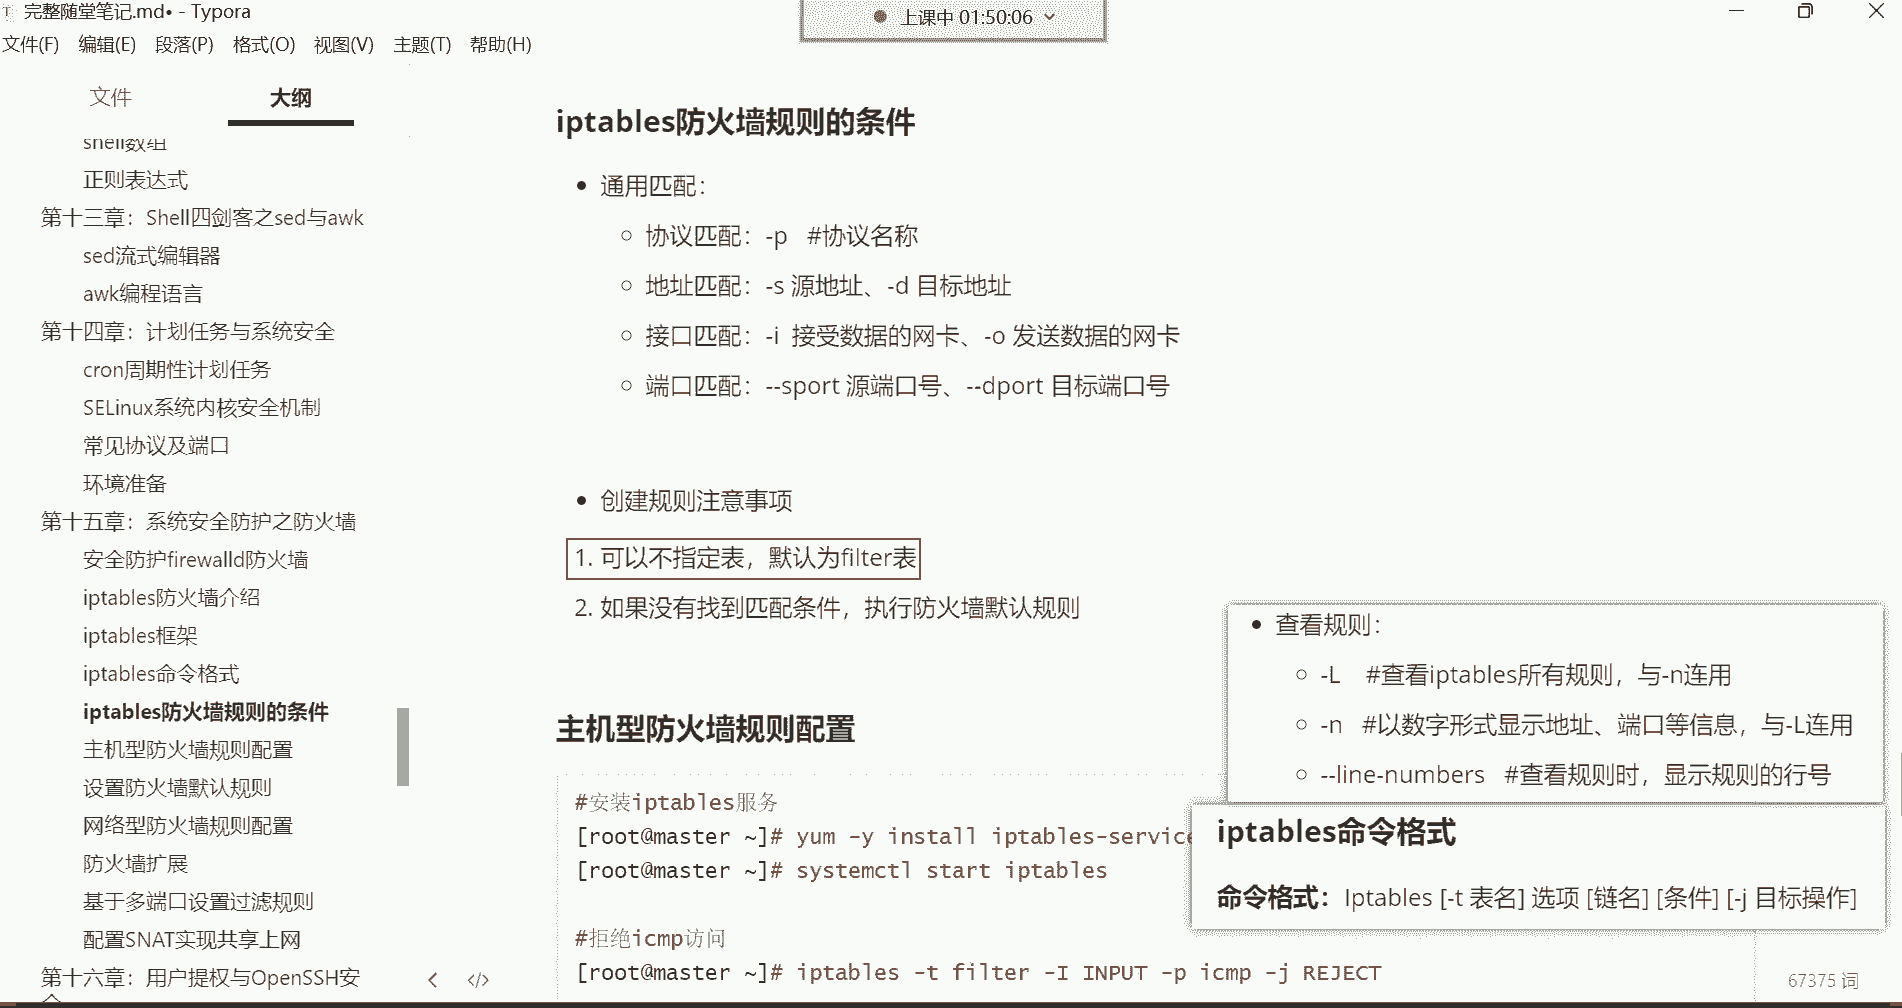 完整随堂笔记.md• - Typora
上课中 01:50:06
文件(F) 编辑(E) 段落(P) 格式(O) 视图(V) 主题(T) 帮助(H)
文件 大纲
shell数组
正则表达式
第十三章：Shell四剑客之sed与awk
sed流式编辑器
awk编程语言
第十四章：计划任务与系统安全
cron周期性计划任务
SELinux系统内核安全机制
常见协议及端口
环境准备
第十五章：系统安全防护之防火墙
安全防护firewalld防火墙
iptables防火墙介绍
iptables框架
iptables命令格式
iptables防火墙规则的条件
主机型防火墙规则配置
设置防火墙默认规则
网络型防火墙规则配置
防火墙扩展
基于多端口设置过滤规则
配置SNAT实现共享上网
第十六章：用户提权与OpenSSH安
iptables防火墙规则的条件
• 通用匹配：
○ 协议匹配：-p #协议名称
○ 地址匹配：-s 源地址、-d 目标地址
○ 接口匹配：-i 接受数据的网卡、-o 发送数据的网卡
○ 端口匹配：--sport 源端口号、--dport 目标端口号
• 创建规则注意事项
1. 可以不指定表，默认为filter表
2. 如果没有找到匹配条件，执行防火墙默认规则
主机型防火墙规则配置
#安装iptables服务
[root@master ~]# yum -y install iptables-service
[root@master ~]# systemctl start iptables
#拒绝icmp访问
[root@master ~]# iptables -t filter -I INPUT -p icmp -j REJECT
• 查看规则：
○ -L #查看iptables所有规则，与-n连用
○ -n #以数字形式显示地址、端口等信息，与-L连用
○ --line-numbers #查看规则时，显示规则的行号
iptables命令格式
命令格式：Iptables [-t 表名] 选项 [链名] [条件] [-j 目标操作]
67375 词